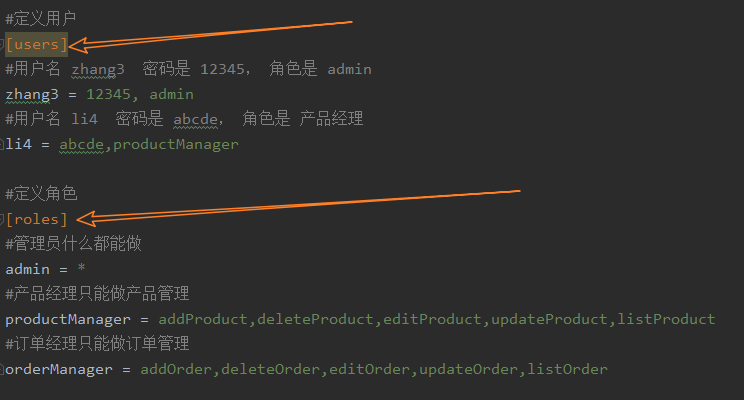 #定义用户
[users]
#用户名 zhang3  密码是 12345， 角色是 admin
zhang3 = 12345, admin
#用户名 li4  密码是 abcde， 角色是 产品经理
li4 = abcde,productManager
#定义角色
[roles]
#管理员什么都能做
admin = *
#产品经理只能做产品管理
productManager = addProduct,deleteProduct,editProduct,updateProduct,listProduct
#订单经理只能做订单管理
orderManager = addOrder,deleteOrder,editOrder,updateOrder,listOrder